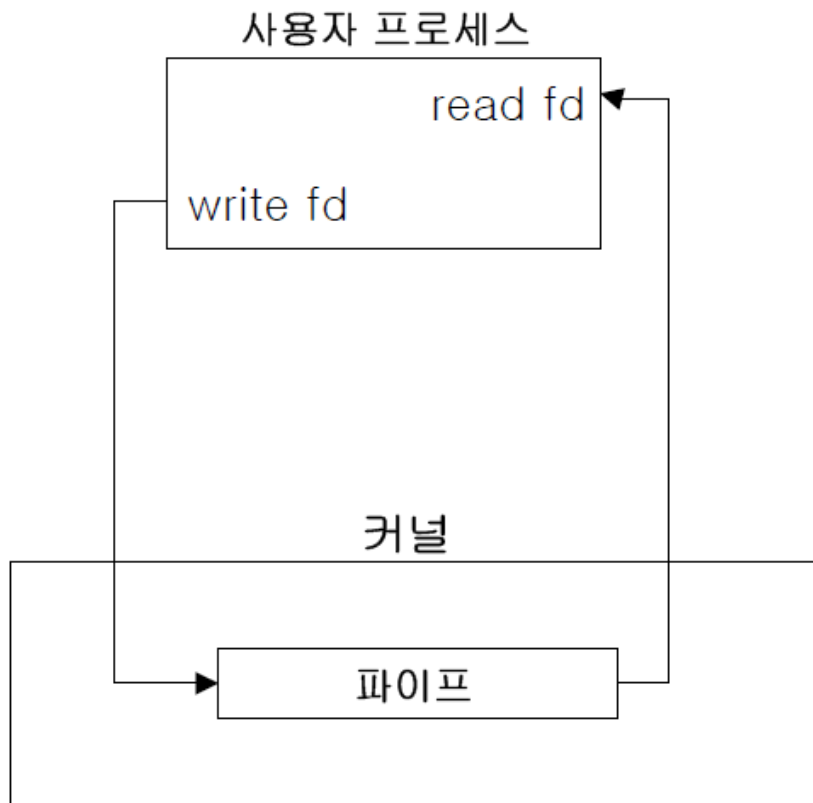 사용자 프로세스
read fd
write fd
커널
파이프